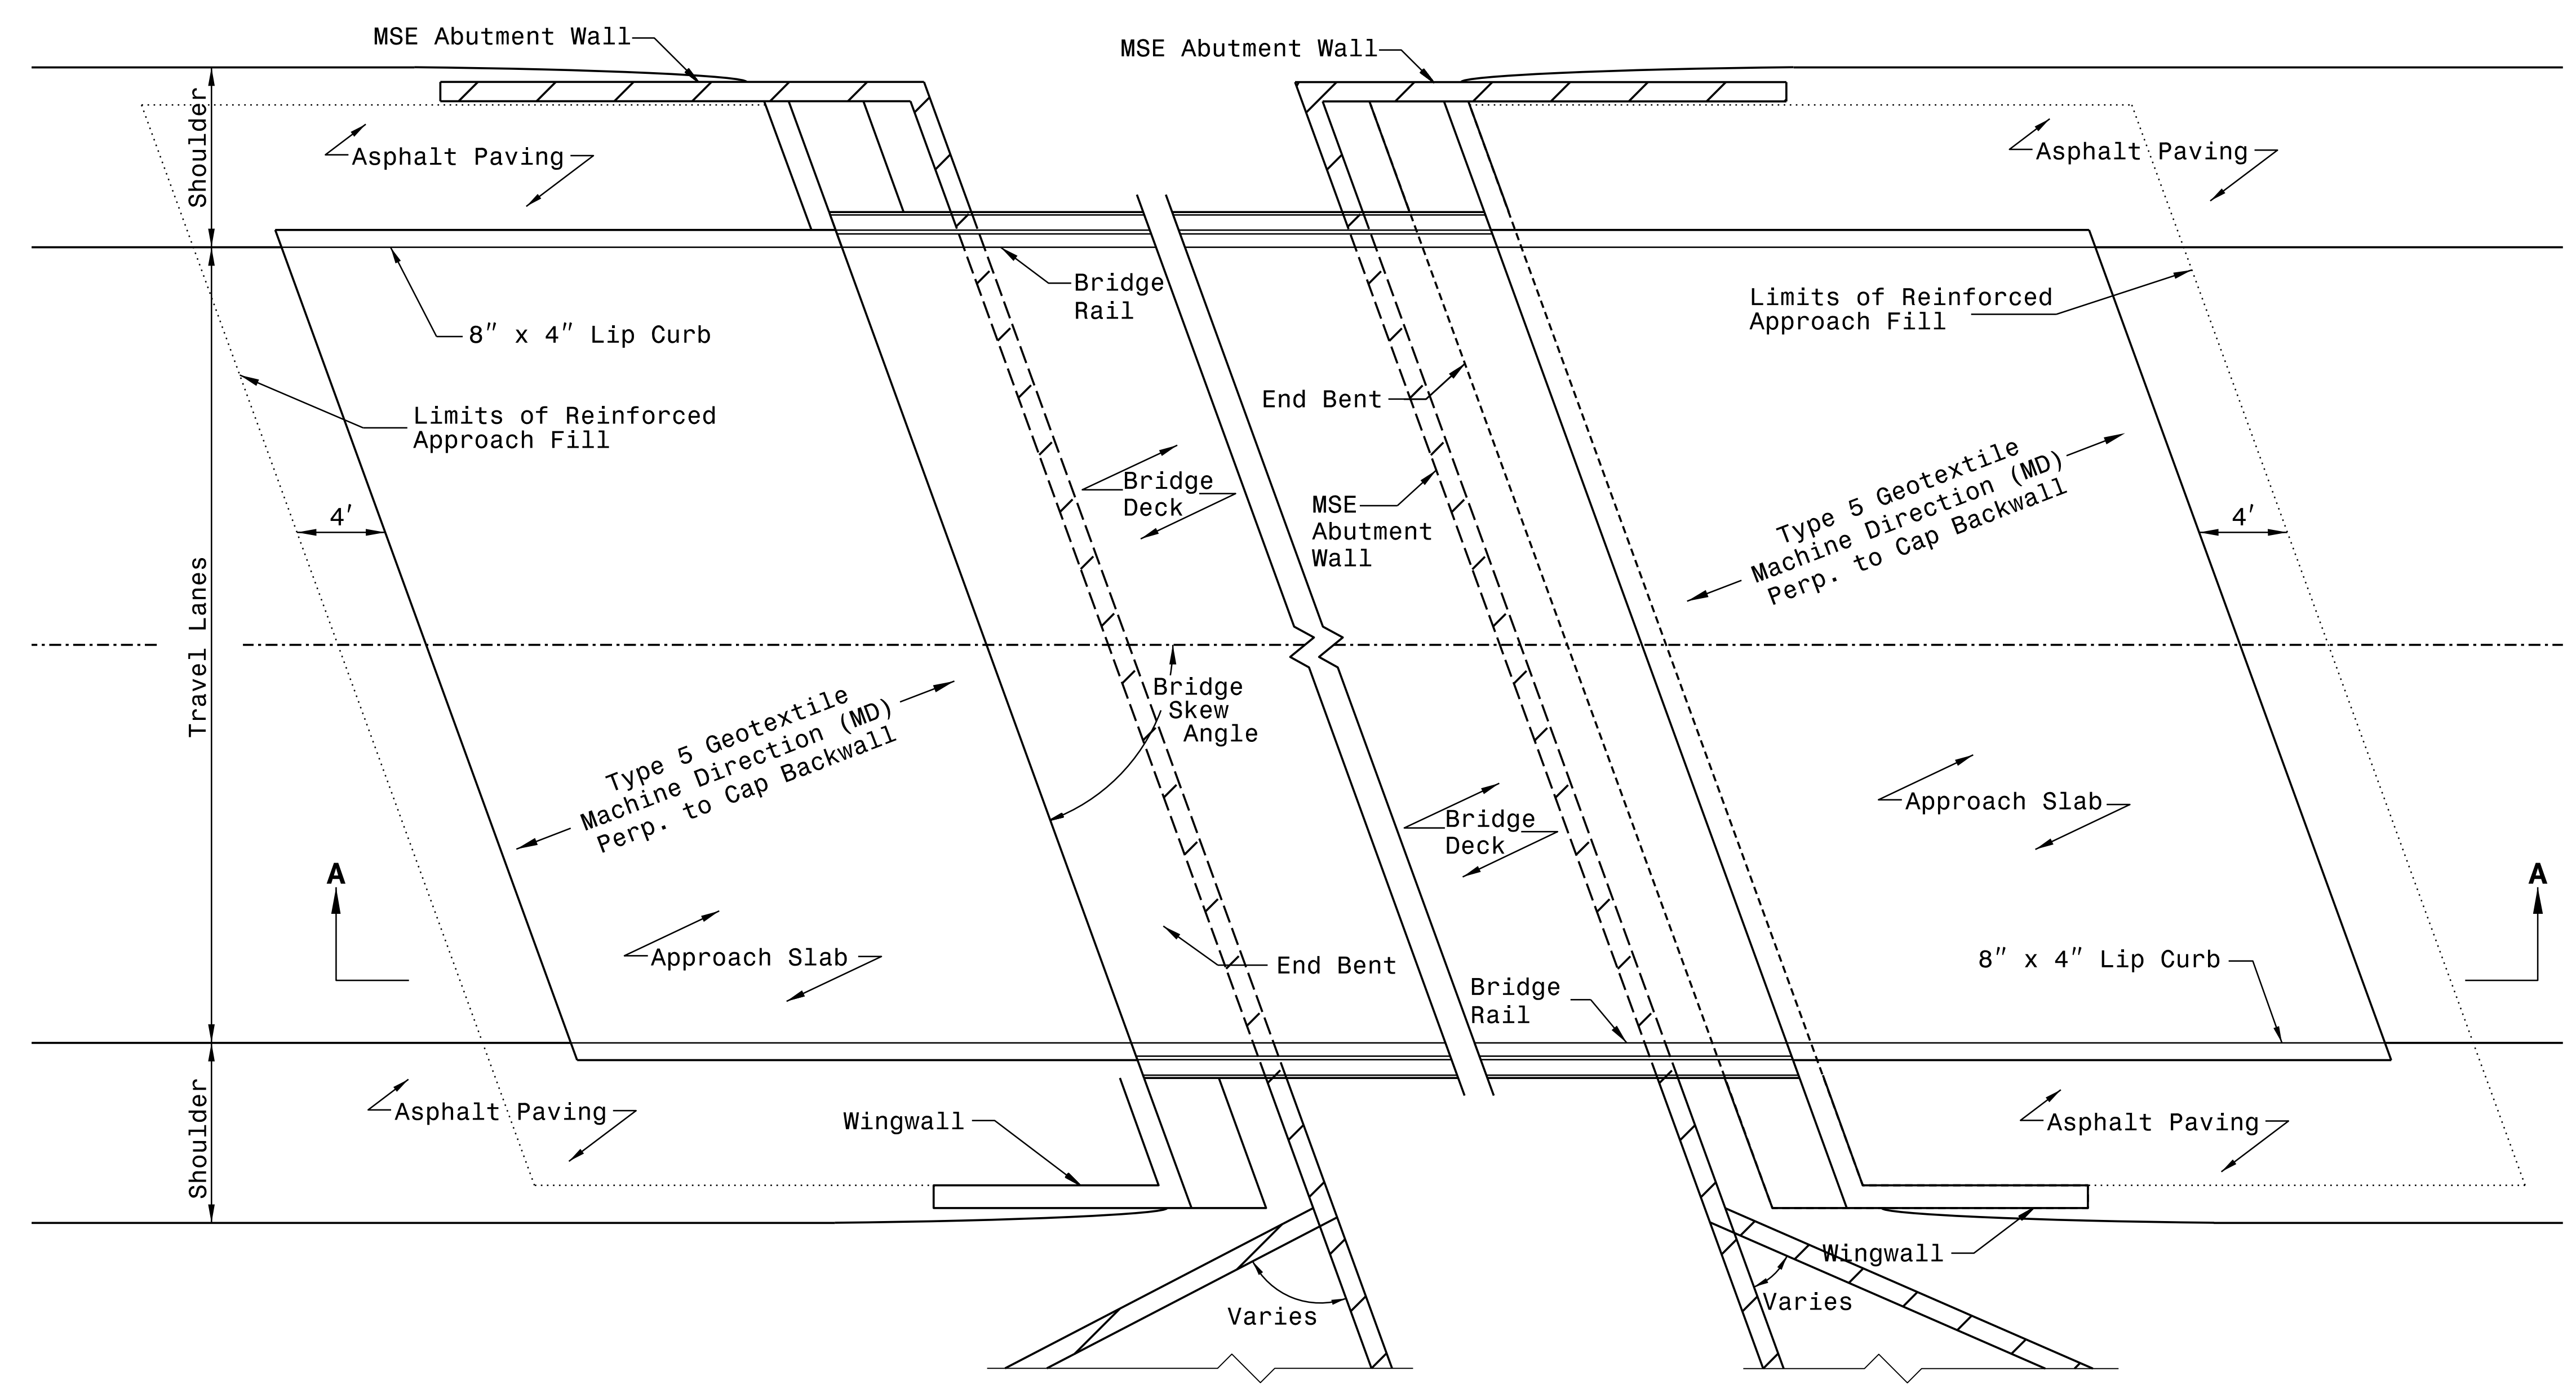 MSE Abutment Wall
MSE Abutment Wall
Shoulder
Asphalt Paving
Asphalt Paving
Bridge
Rail
8" x 4" Lip Curb
Limits of Reinforced
Approach Fill
Limits of Reinforced
Approach Fill
End Bent
Bridge
Deck
MSE
Abutment
Wall
4'
4'
Type 5 Geotextile
Machine Direction (MD)
Perp. to Cap Backwall
Travel Lanes
Bridge
Skew
Angle
Type 5 Geotextile
Machine Direction (MD)
Perp. to Cap Backwall
Bridge
Deck
Approach Slab
A
A
Approach Slab
End Bent
8" x 4" Lip Curb
Bridge
Rail
Shoulder
Asphalt Paving
Wingwall
Asphalt Paving
Wingwall
Varies
Varies